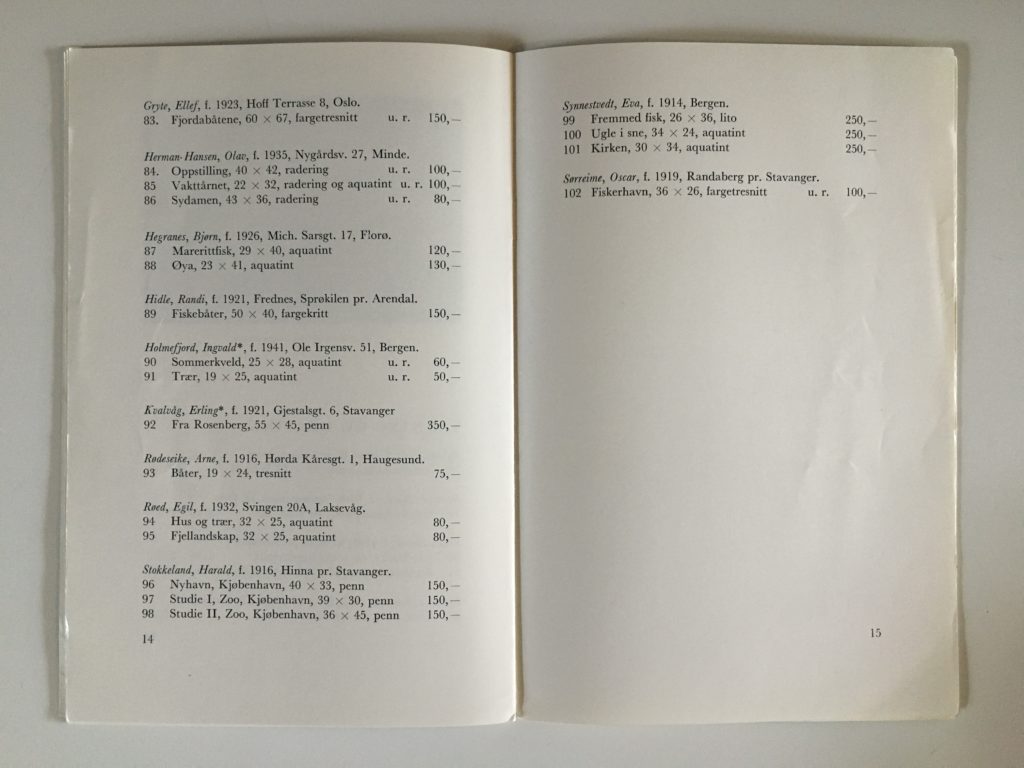 Gryte, Ellef, f. 1923, Hoff Terrasse 8, Oslo.
83. Fjordabåtene, 60 × 67, fargetresnitt u. r. 150,—
Herman-Hansen, Olav, f. 1935, Nygårdsv. 27, Minde.
84. Oppstilling, 40 × 42, radering u. r. 100,—
85 Vakttårnet, 22 × 32, radering og aquatint u. r. 100,—
86 Sydamen, 43 × 36, radering u. r. 80,—
Hegranes, Bjørn, f. 1926, Mich. Sarsgt. 17, Florø.
87 Marerittfisk, 29 × 40, aquatint 120,—
88 Øya, 23 × 41, aquatint 130,—
Hidle, Randi, f. 1921, Frednes, Sprøkilen pr. Arendal.
89 Fiskebåter, 50 × 40, fargekritt 150,—
Holmefjord, Ingvald*, f. 1941, Ole Irgensv. 51, Bergen.
90 Sommerkveld, 25 × 28, aquatint u. r. 60,—
91 Trær, 19 × 25, aquatint u. r. 50,—
Kvalvåg, Erling*, f. 1921, Gjestalsgt. 6, Stavanger
92 Fra Rosenberg, 55 × 45, penn 350,—
Rødeseike, Arne, f. 1916, Hørda Kåresgt. 1, Haugesund.
93 Båter, 19 × 24, tresnitt 75,—
Røed, Egil, f. 1932, Svingen 20A, Laksevåg.
94 Hus og trær, 32 × 25, aquatint 80,—
95 Fjellandskap, 32 × 25, aquatint 80,—
Stokkeland, Harald, f. 1916, Hinna pr. Stavanger.
96 Nyhavn, Kjøbenhavn, 40 × 33, penn 150,—
97 Studie I, Zoo, Kjøbenhavn, 39 × 30, penn 150,—
98 Studie II, Zoo, Kjøbenhavn, 36 × 45, penn 150,—
14
Synnestvedt, Eva, f. 1914, Bergen.
99 Fremmed fisk, 26 × 36, lito 250,—
100 Ugle i sne, 34 × 24, aquatint 250,—
101 Kirken, 30 × 34, aquatint 250,—
Sørreime, Oscar, f. 1919, Randaberg pr. Stavanger.
102 Fiskerhavn, 36 × 26, fargetresnitt u. r. 100,—
15